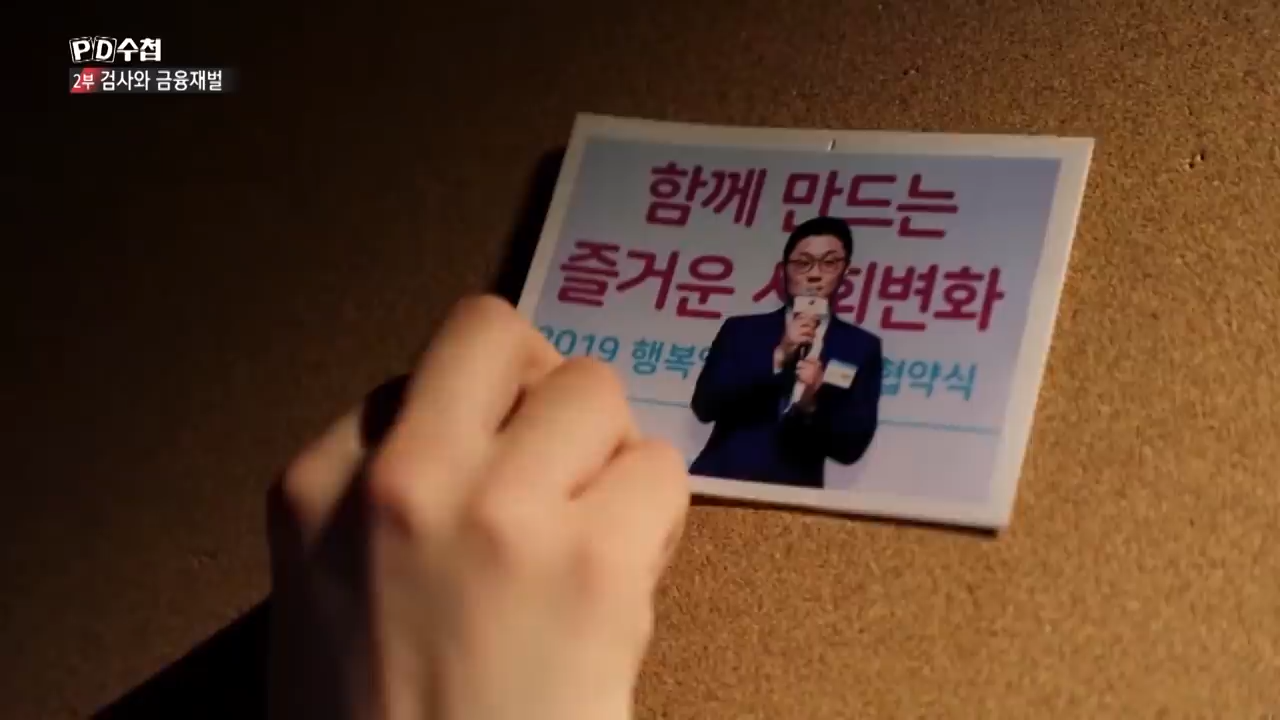 PD수첩
2부 검사와 금융재벌
함께 만드는
즐거운 사회변화
2019 행복 협약식